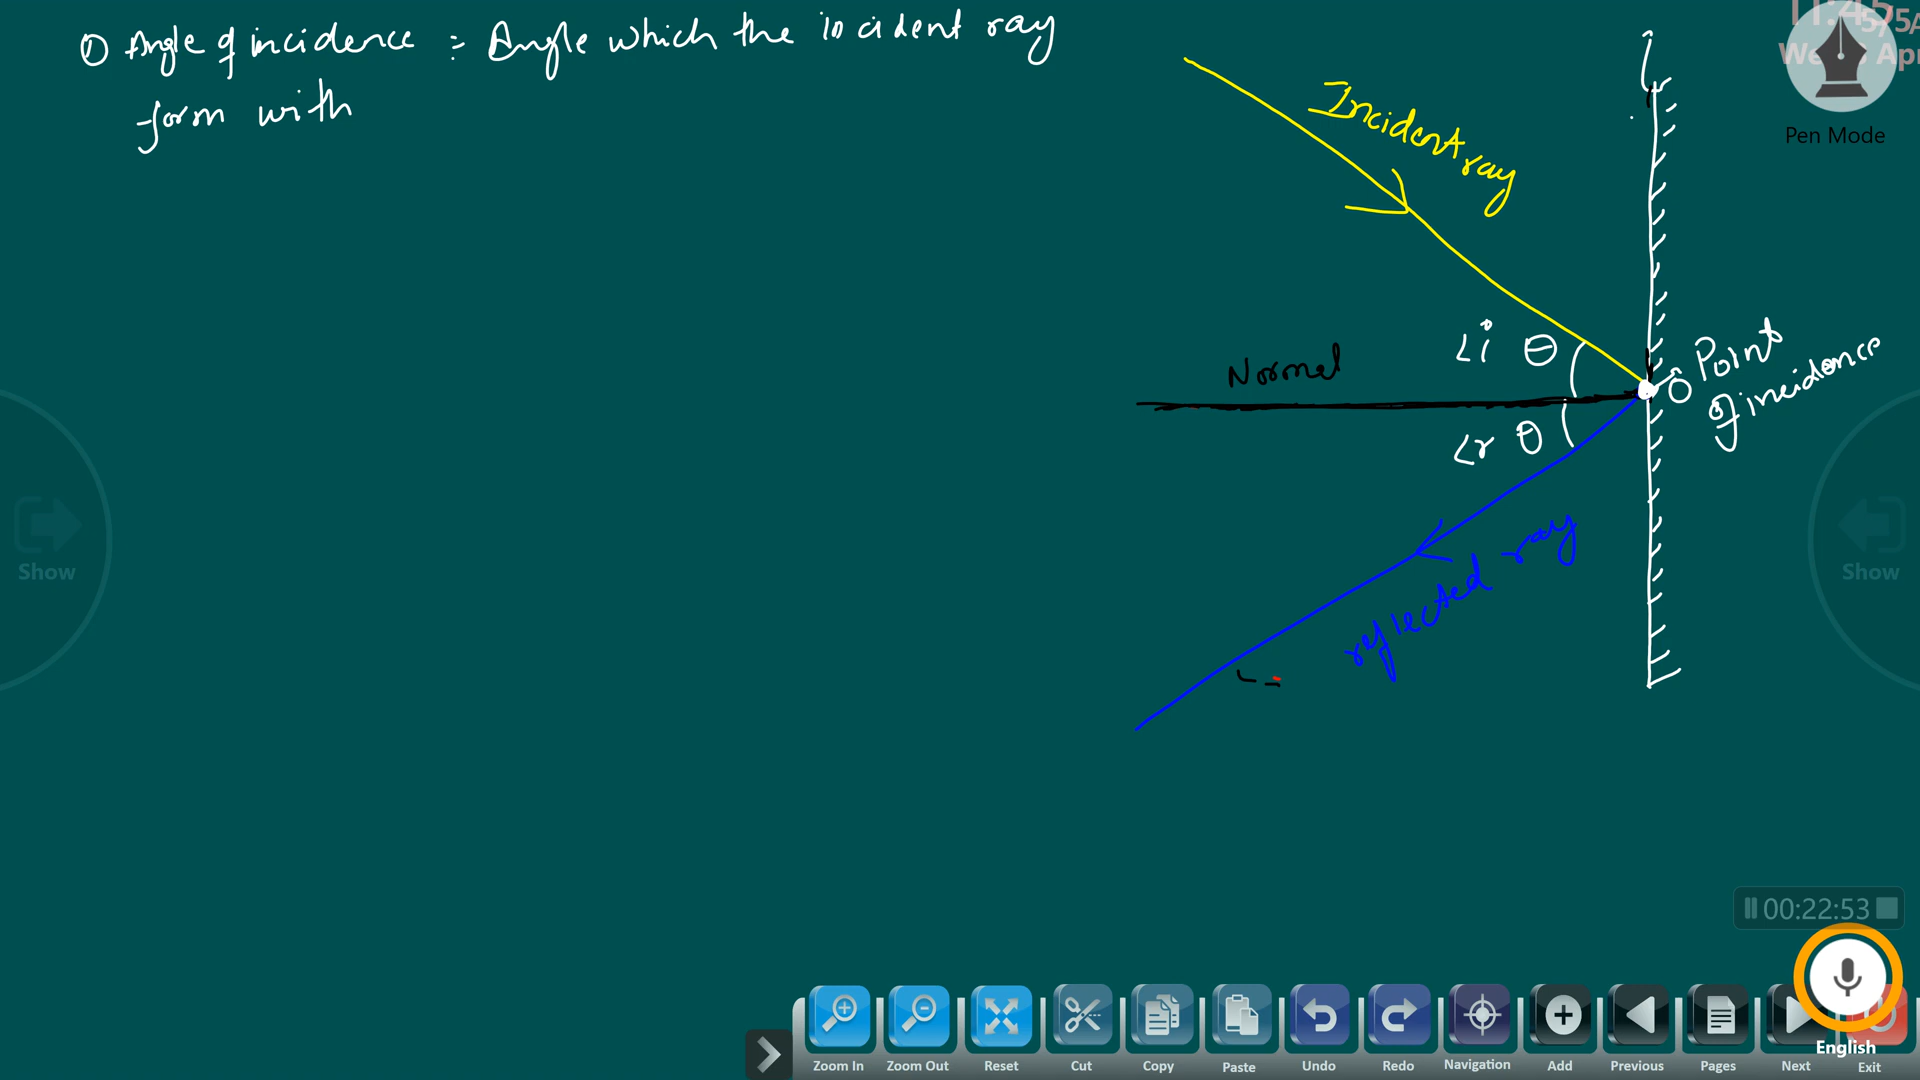 ① Angle of incidence = Angle which the incident ray
form with
Incident ray
Pen Mode
∠i θ
Normal
O Point
of incidence
∠r θ
reflected ray
Show
Show
00:22:53
Zoom In
Zoom Out
Reset
Cut
Copy
Paste
Undo
Redo
Navigation
Add
Previous
Pages
Next
Exit
English